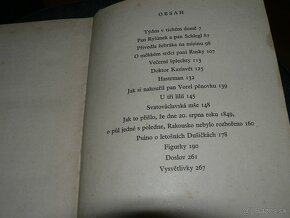 OBSAH
Týden v tichém domě 7
Pan Ryšánek a pan Schlegl 67
Přivedla žebráka na mizinu 98
O měkkém srdci paní Rusky 107
Večerní šplechty 113
Doktor Kazisvět 125
Hastrman 131
Jak si nakouřil pan Vorel pěnovku 139
U tří lilií 145
Svatováclavská mše 148
Jak to přišlo, že dne 20. srpna roku 1849,
o půl jedné s poledne, Rakousko nebylo rozbořeno 160
Psáno o letošních Dušičkách 178
Figurky 190
Doslov 261
Vysvětlivky 267